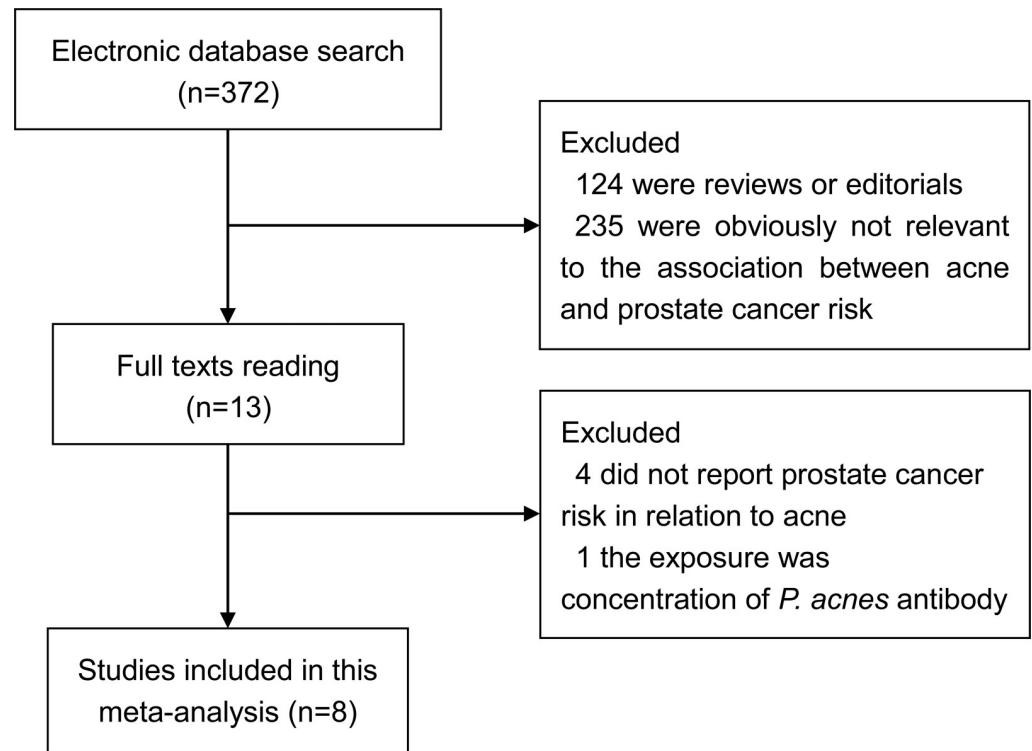 Electronic database search
(n=372)
Excluded
124 were reviews or editorials
235 were obviously not relevant
to the association between acne
and prostate cancer risk
Full texts reading
(n=13)
Excluded
4 did not report prostate cancer
risk in relation to acne
1 the exposure was
concentration of P. acnes antibody
Studies included in this
meta-analysis (n=8)